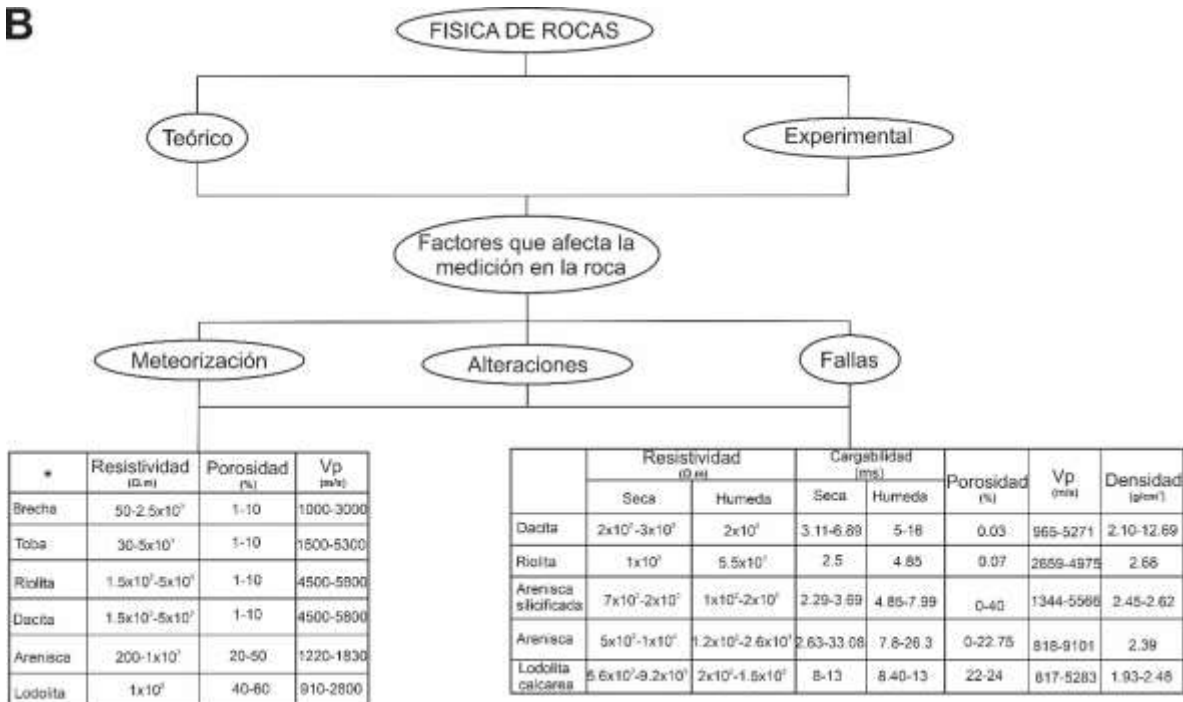 B
FISICA DE ROCAS
Teórico
Experimental
Factores que afecta la
medición en la roca
Meteorización
Alteraciones
Fallas
* Resistividad (Ω.m) Porosidad (%) Vp (m/s)
Brecha 1-10 1000-3000
Toba 1-10
Riolita 1-10 4500-5800
Dacita 1-10 4500-5800
Arenisca 20-50 1220-1830
Lodolita 40-60 910-2800
Resistividad (Ω.m) Cargabilidad (ms) Porosidad (%) Vp (m/s) Densidad
Seca Humeda Seca Humeda
Dacita 3.11-6.89 5-16 0.03 965-5271 2.10-12.69
Riolita 2.5 4.85 0.07 2659-4975 2.66
Arenisca silicificada 2.29-3.69 4.85-7.99 0-40 1344-5566 2.45-2.62
Arenisca 2.63-33.08 7.8-26.3 0-22.75 818-9101 2.39
Lodolita calcarea 8-13 8.40-13 22-24 817-5283 1.93-2.48